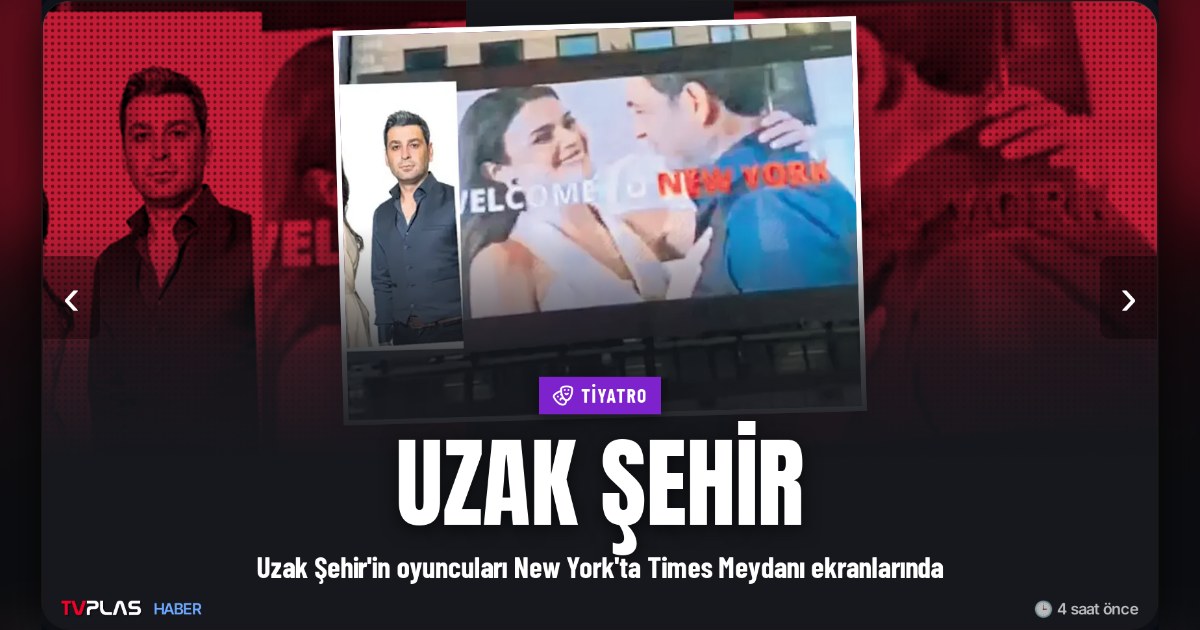 WELCOME TO NEW YORK
TİYATRO
UZAK ŞEHİR
Uzak Şehir'in oyuncuları New York'ta Times Meydanı ekranlarında
TVPLAS HABER
4 saat önce